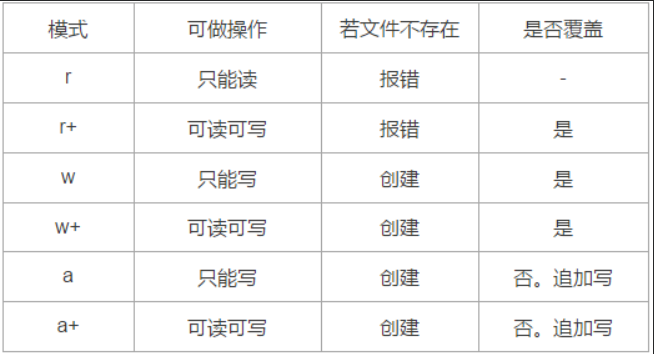 模式 可做操作 若文件不存在 是否覆盖
r 只能读 报错 -
r+ 可读可写 报错 是
w 只能写 创建 是
w+ 可读可写 创建 是
a 只能写 创建 否。追加写
a+ 可读可写 创建 否。追加写